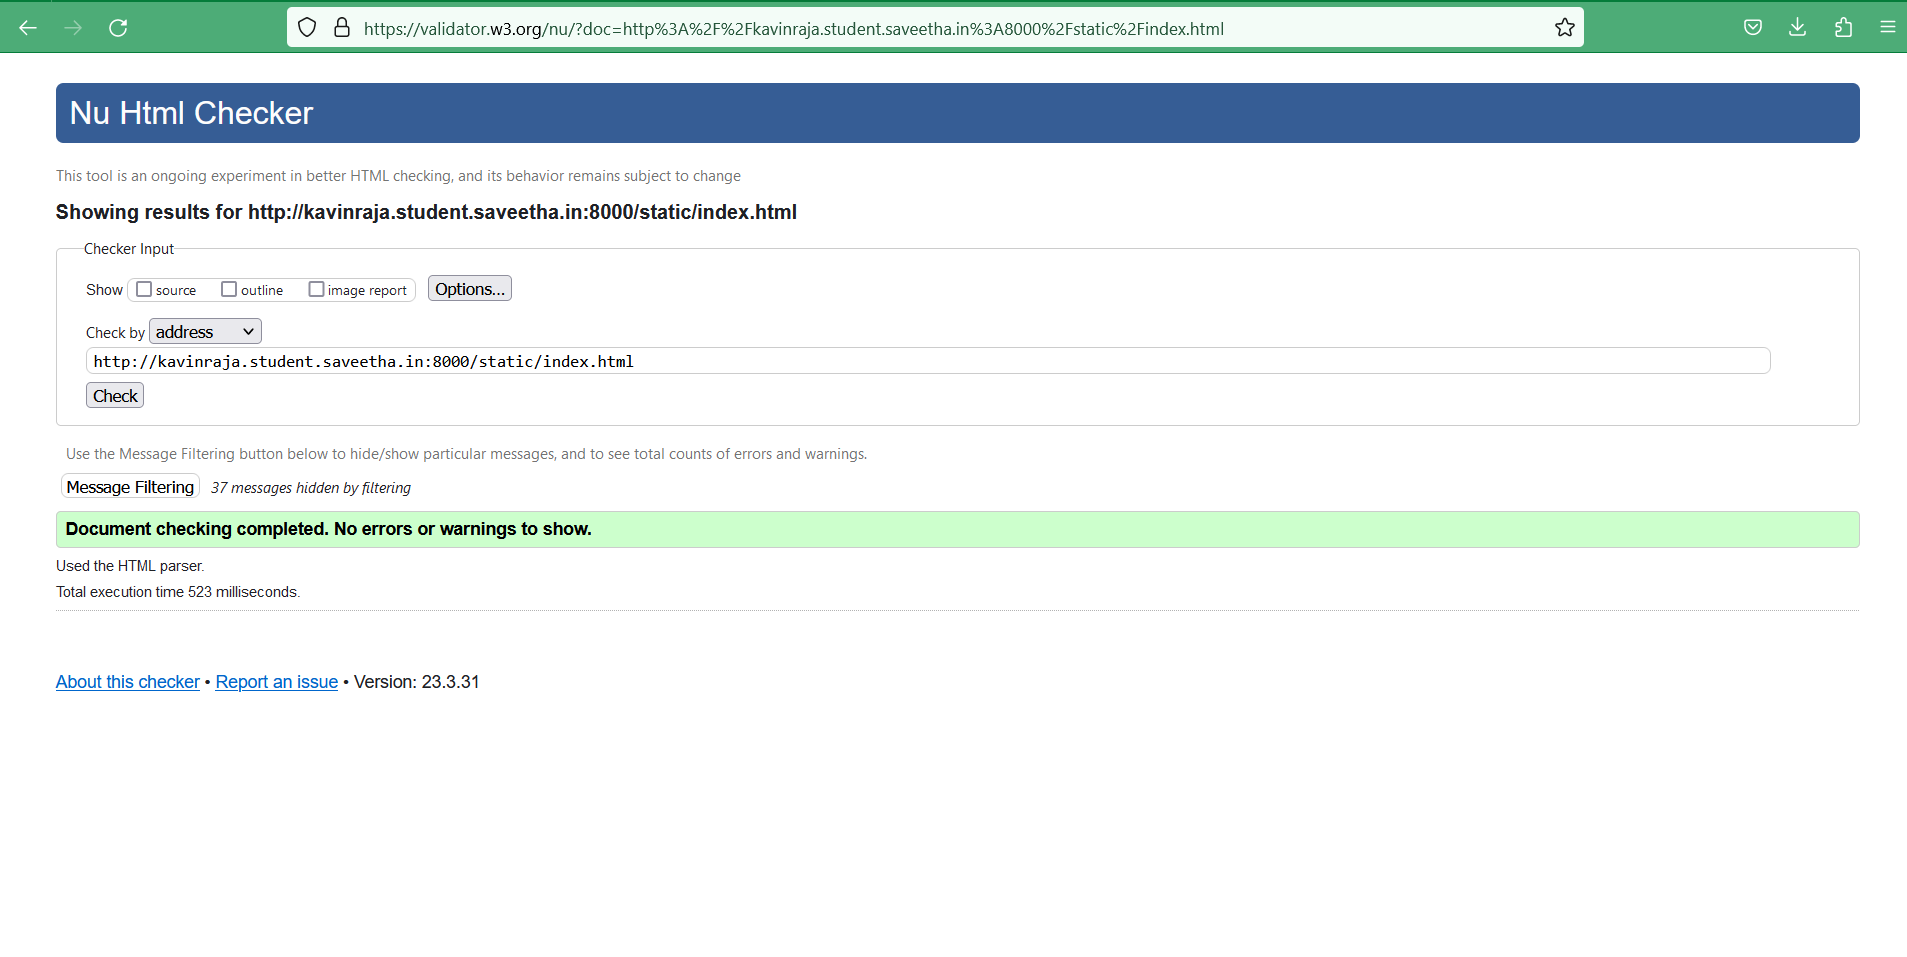 https://validator.w3.org/nu/?doc=http%3A%2F%2Fkavinraja.student.saveetha.in%3A8000%2Fstatic%2Findex.html
Nu Html Checker
This tool is an ongoing experiment in better HTML checking, and its behavior remains subject to change
Showing results for http://kavinraja.student.saveetha.in:8000/static/index.html
Checker Input
Show source outline image report Options...
Check by address
http://kavinraja.student.saveetha.in:8000/static/index.html
Check
Use the Message Filtering button below to hide/show particular messages, and to see total counts of errors and warnings.
Message Filtering 37 messages hidden by filtering
Document checking completed. No errors or warnings to show.
Used the HTML parser.
Total execution time 523 milliseconds.
About this checker • Report an issue • Version: 23.3.31